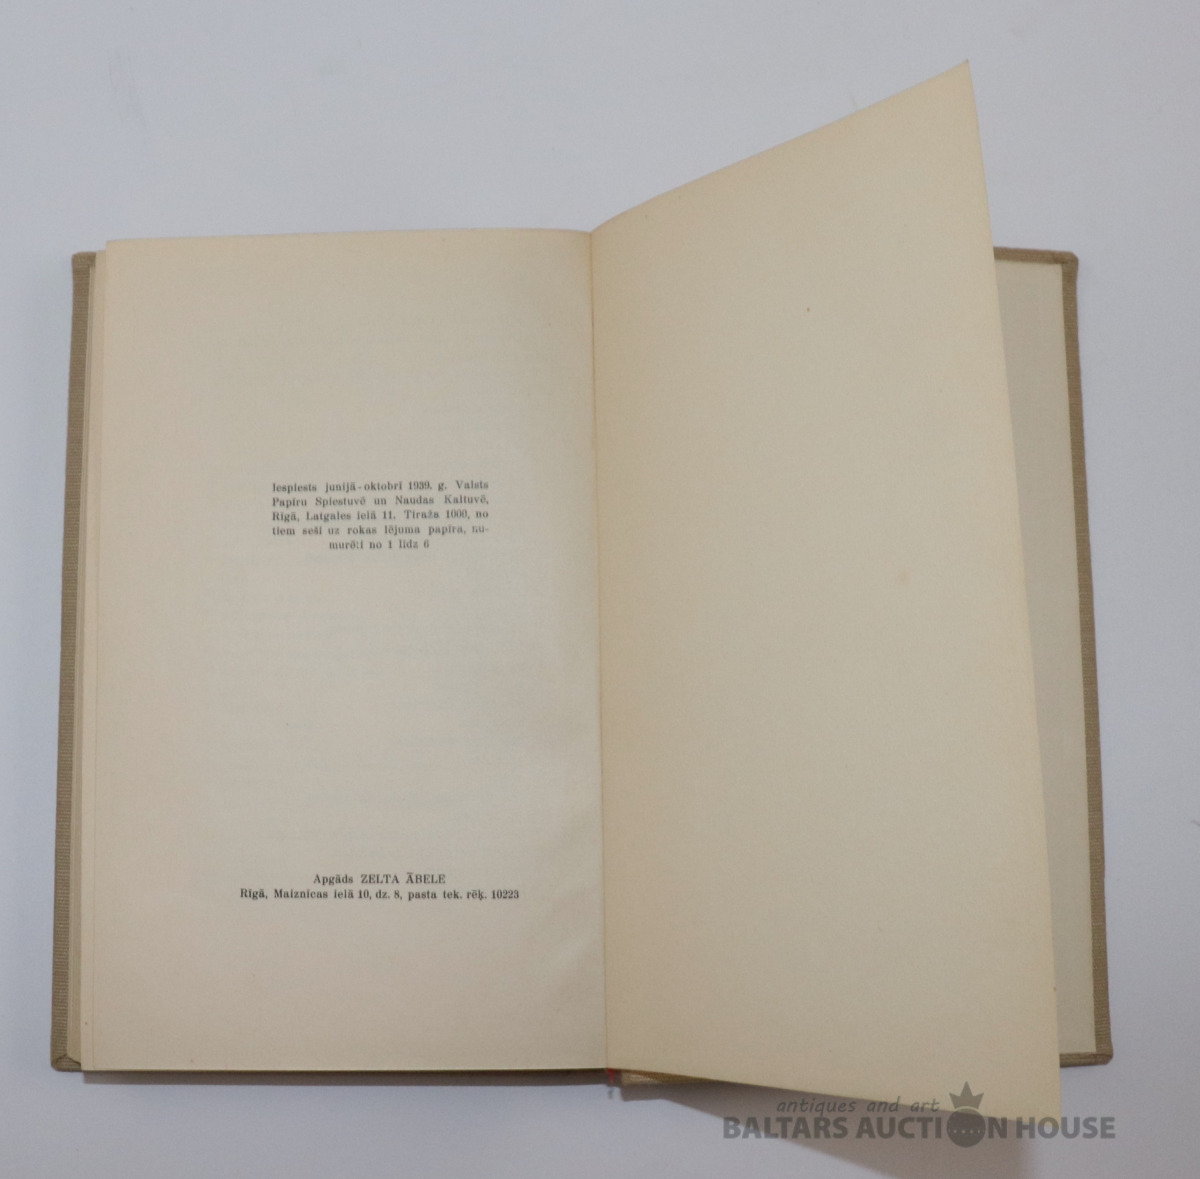 Iespiests junijā-oktobrī 1939. g. Valsts
Papīru Spiestuvē un Naudas Kaltuvē,
Rīgā, Latgales ielā 11. Tiraža 1000, no
tiem seši uz rokas lējuma papīra, nu-
murēti no 1 līdz 6
Apgāds ZELTA ĀBELE
Rīgā, Maiznīcas ielā 10, dz. 8, pasta tek. rēķ. 10223
antiques and art
BALTARS AUCTION HOUSE